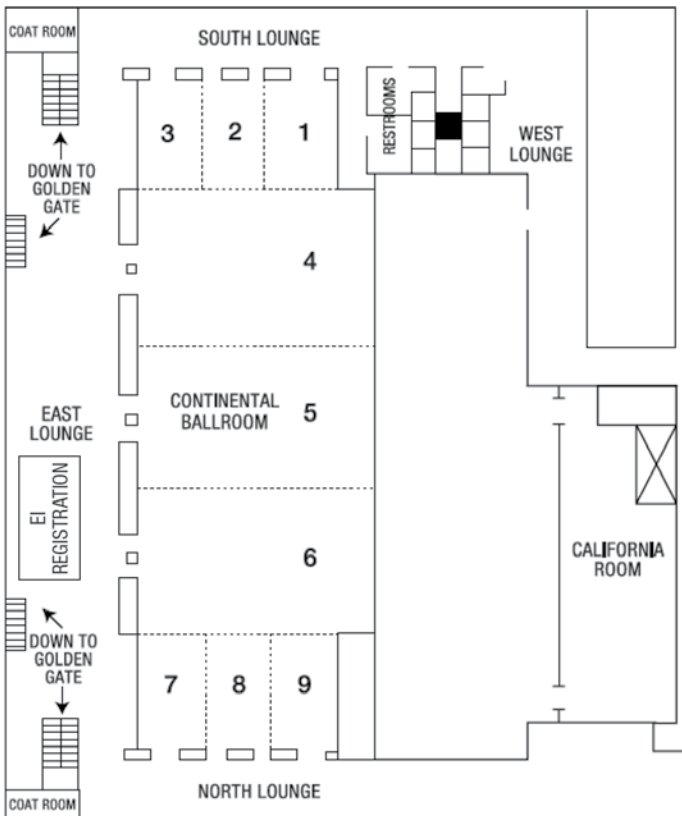 COAT ROOM
SOUTH LOUNGE
RESTROOMS
3 2 1
WEST
LOUNGE
DOWN TO
GOLDEN
GATE
4
EAST
LOUNGE
CONTINENTAL
BALLROOM
5
EI
REGISTRATION
6
CALIFORNIA
ROOM
DOWN TO
GOLDEN
GATE
7 8 9
NORTH LOUNGE
COAT ROOM